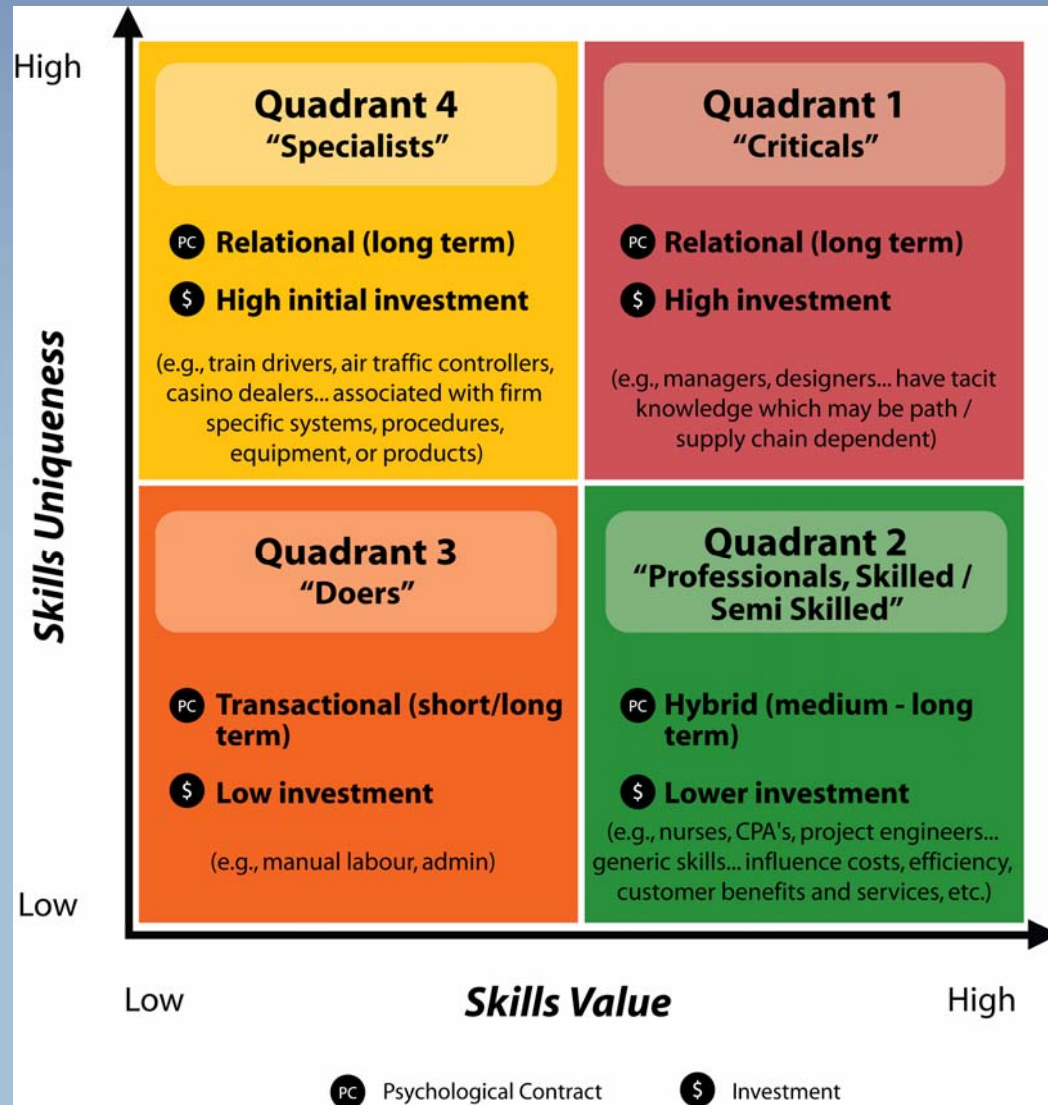 High
Quadrant 4
“Specialists”
PC Relational (long term)
$ High initial investment
(e.g., train drivers, air traffic controllers,
casino dealers... associated with firm
specific systems, procedures,
equipment, or products)
Quadrant 1
“Criticals”
PC Relational (long term)
$ High investment
(e.g., managers, designers... have tacit
knowledge which may be path /
supply chain dependent)
Skills Uniqueness
Quadrant 3
“Doers”
PC Transactional (short/long
term)
$ Low investment
(e.g., manual labour, admin)
Quadrant 2
“Professionals, Skilled /
Semi Skilled”
PC Hybrid (medium - long
term)
$ Lower investment
(e.g., nurses, CPA's, project engineers...
generic skills... influence costs, efficiency,
customer benefits and services, etc.)
Low
Low
Skills Value
High
PC Psychological Contract
$ Investment